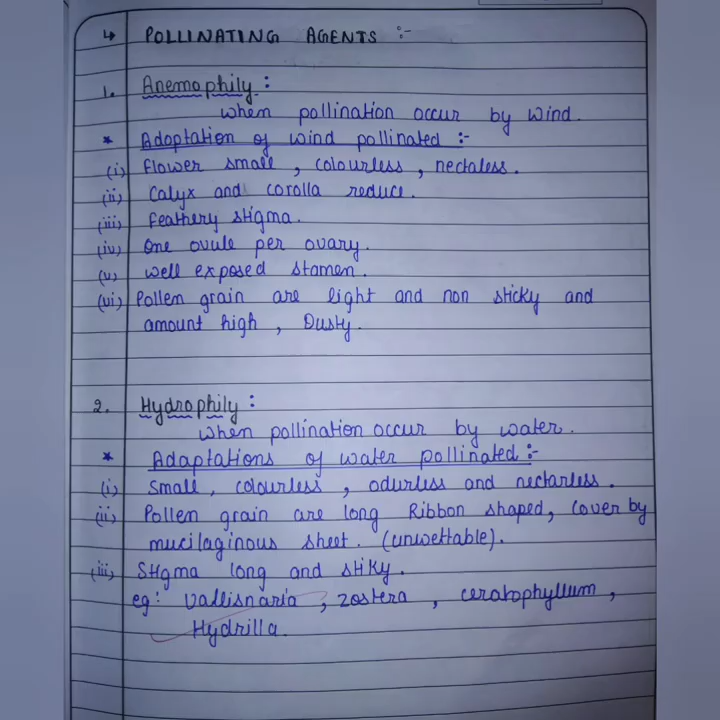 ↳ POLLINATING AGENTS :-
1. Anemophily :
when pollination occur by wind.
* Adaptation of wind pollinated :-
(i) flower small , colourless , nectaless .
(ii) Calyx and corolla reduce .
(iii) feathery stigma .
(iv) One ovule per ovary .
(v) well exposed stamen .
(vi) Pollen grain are light and non sticky and
amount high , Dusty .
2. Hydrophily :
when pollination occur by water .
* Adaptations of water pollinated :-
(i) Small , colourless , odurless and nectarless .
(ii) Pollen grain are long Ribbon shaped, cover by
mucilaginous sheet . (unwettable) .
(iii) Stigma long and stiky .
eg : Vallisnaria , zostera , ceratophyllum ,
Hydrilla .